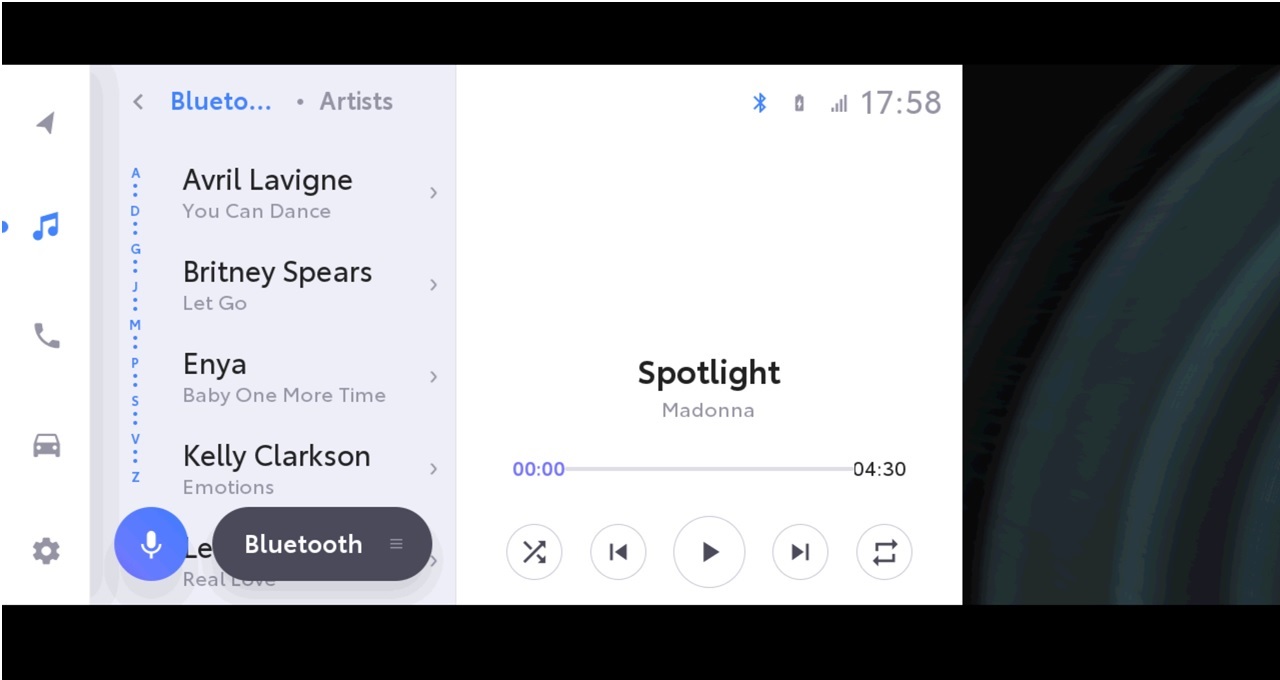 Blueto... • Artists
17:58
A
D
G
J
M
P
S
V
Z
Avril Lavigne
You Can Dance
Britney Spears
Let Go
Enya
Baby One More Time
Kelly Clarkson
Emotions
Le
Real Love
Bluetooth
Spotlight
Madonna
00:00
04:30